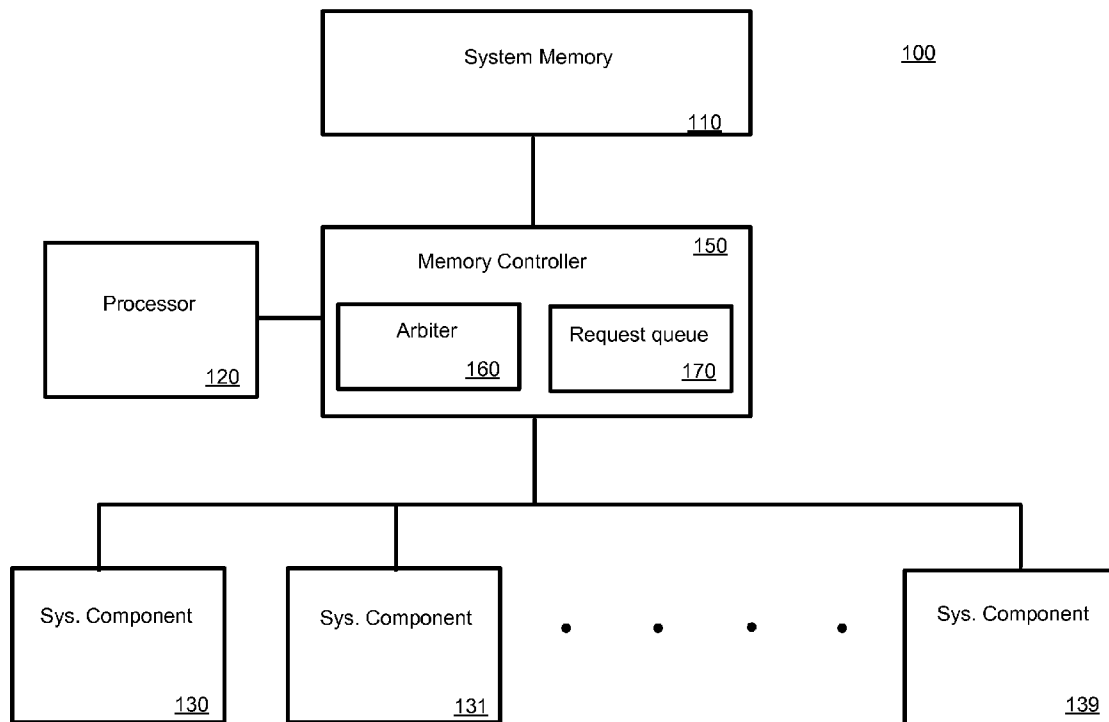 System Memory
100
110
150
Memory Controller
Processor
Arbiter
Request queue
160
170
120
Sys. Component
Sys. Component
Sys. Component
130
131
139